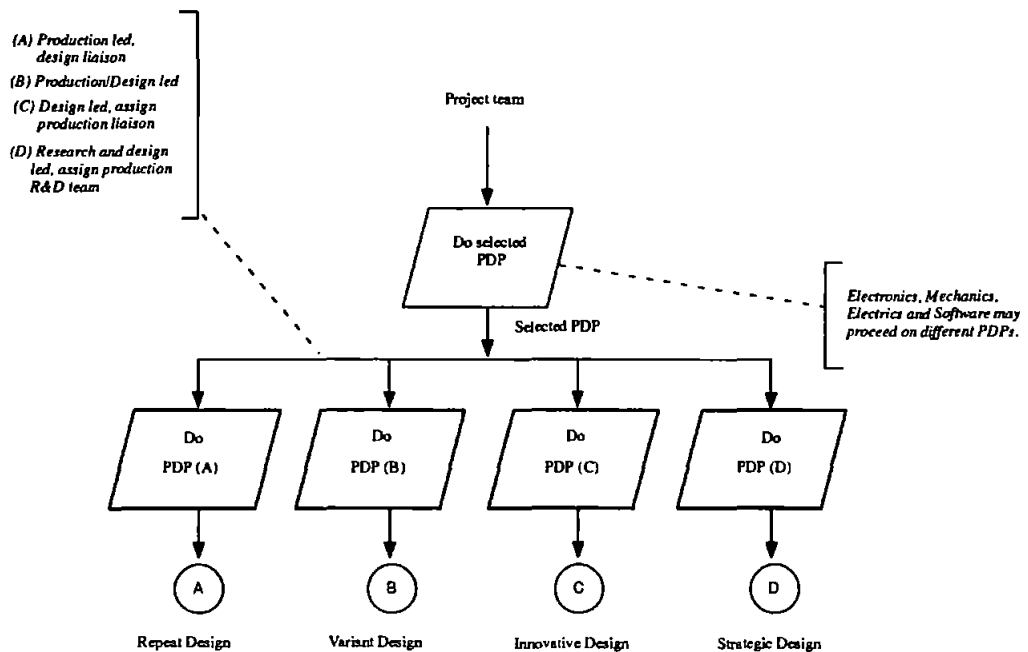 (A) Production led,
design liaison
(B) Production/Design led
(C) Design led, assign
production liaison
(D) Research and design
led, assign production
R&D team
Project team
Do selected
PDP
Electronics, Mechanics,
Electrics and Software may
proceed on different PDPs.
Selected PDP
Do
PDP (A)
Do
PDP (B)
Do
PDP (C)
Do
PDP (D)
A
B
C
D
Repeat Design
Variant Design
Innovative Design
Strategic Design